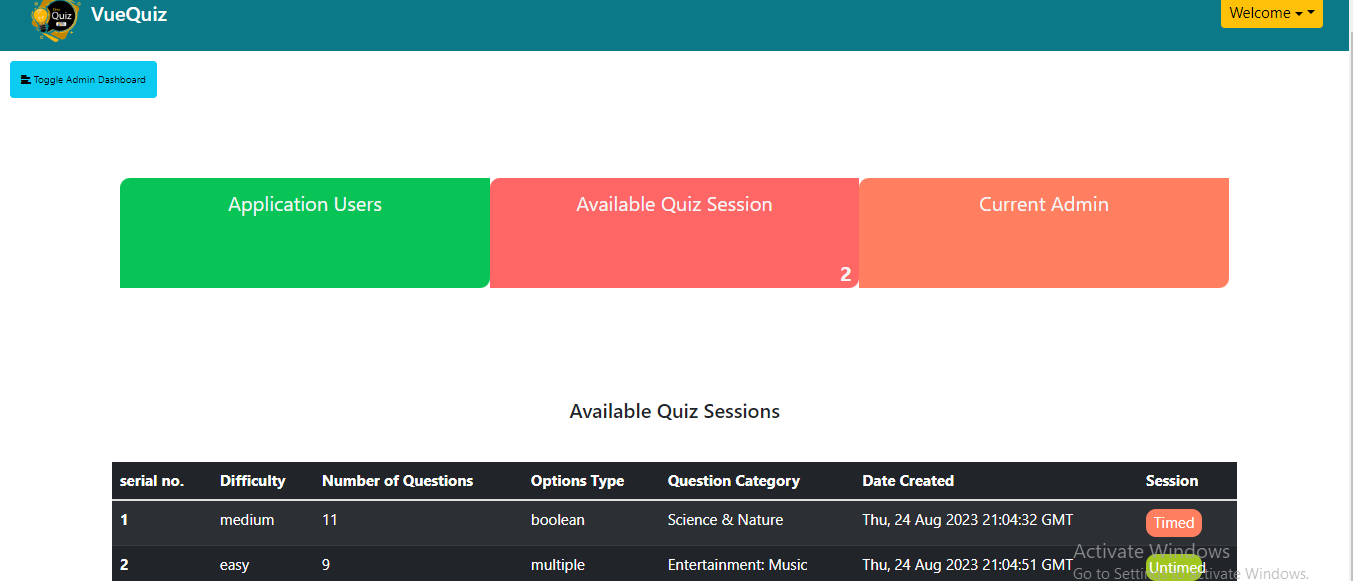 Quiz
VueQuiz
Welcome
Toggle Admin Dashboard
Application Users
Available Quiz Session
Current Admin
2
Available Quiz Sessions
serial no. Difficulty Number of Questions Options Type Question Category Date Created Session
1 medium 11 boolean Science & Nature Thu, 24 Aug 2023 21:04:32 GMT Timed
2 easy 9 multiple Entertainment: Music Thu, 24 Aug 2023 21:04:51 GMT Untimed
Activate Windows
Go to Windows.